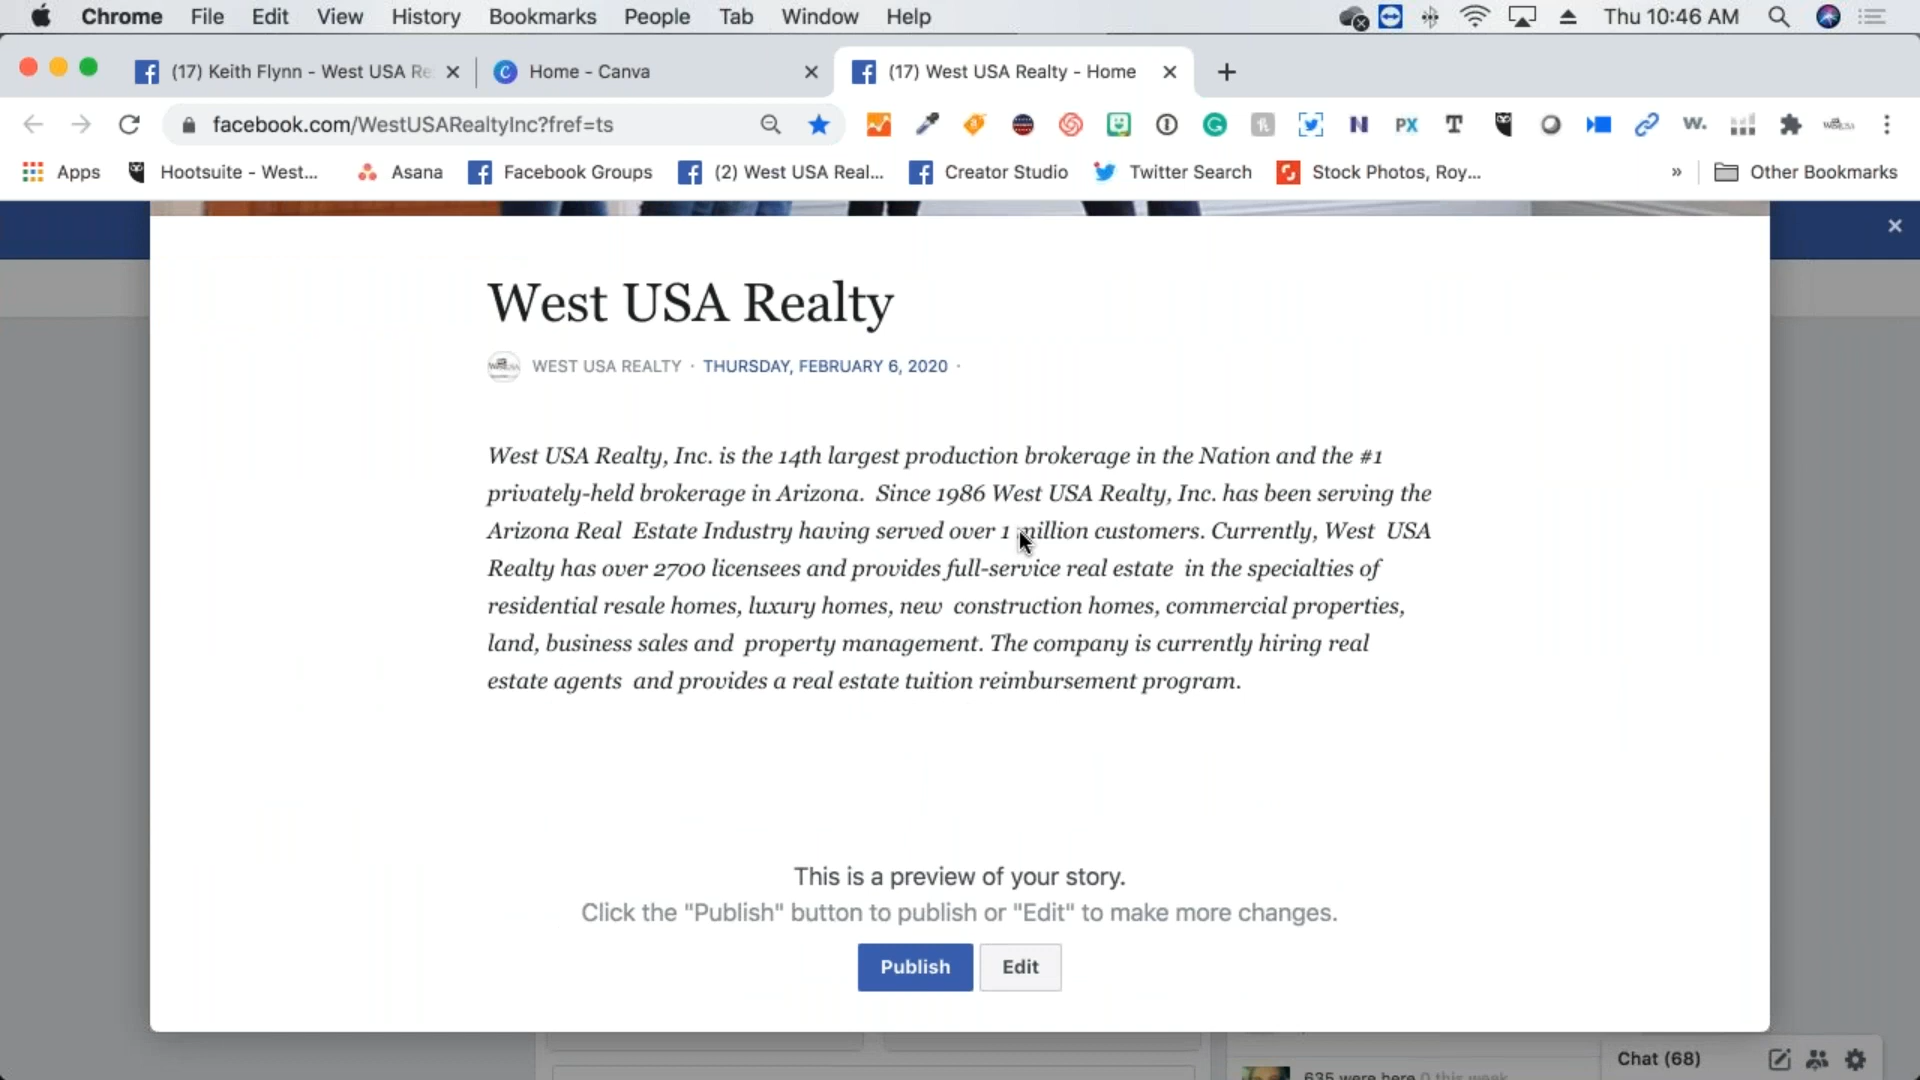 Chrome File Edit View History Bookmarks People Tab Window Help Thu 10:46 AM
(17) Keith Flynn - West USA Re Home - Canva (17) West USA Realty - Home
facebook.com/WestUSARealtyInc?fref=ts
Apps Hootsuite - West... Asana Facebook Groups (2) West USA Real... Creator Studio Twitter Search Stock Photos, Roy... » Other Bookmarks
West USA Realty
WEST USA REALTY · THURSDAY, FEBRUARY 6, 2020 ·
West USA Realty, Inc. is the 14th largest production brokerage in the Nation and the #1
privately-held brokerage in Arizona. Since 1986 West USA Realty, Inc. has been serving the
Arizona Real Estate Industry having served over 1 million customers. Currently, West USA
Realty has over 2700 licensees and provides full-service real estate in the specialties of
residential resale homes, luxury homes, new construction homes, commercial properties,
land, business sales and property management. The company is currently hiring real
estate agents and provides a real estate tuition reimbursement program.
This is a preview of your story.
Click the "Publish" button to publish or "Edit" to make more changes.
Publish Edit
Chat (68)
635 were here 0 this week